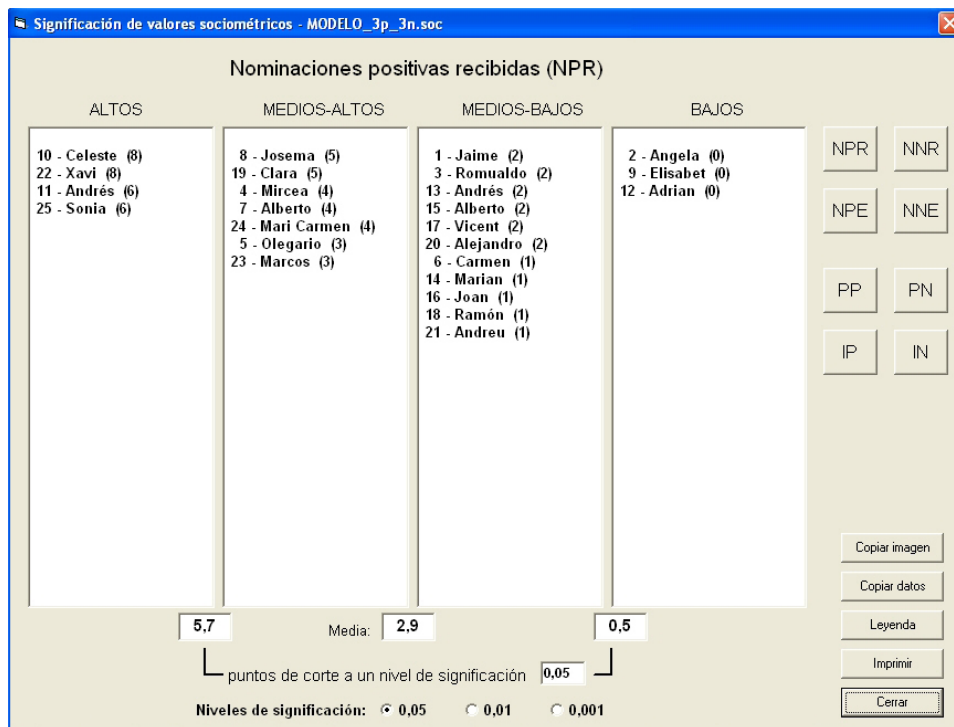 Significación de valores sociométricos - MODELO_3p_3n.soc
Nominaciones positivas recibidas (NPR)
ALTOS
10 - Celeste (8)
22 - Xavi (8)
11 - Andrés (6)
25 - Sonia (6)
MEDIOS-ALTOS
8 - Josema (5)
19 - Clara (5)
4 - Mircea (4)
7 - Alberto (4)
24 - Mari Carmen (4)
5 - Olegario (3)
23 - Marcos (3)
MEDIOS-BAJOS
1 - Jaime (2)
3 - Romualdo (2)
13 - Andrés (2)
15 - Alberto (2)
17 - Vicent (2)
20 - Alejandro (2)
6 - Carmen (1)
14 - Marian (1)
16 - Joan (1)
18 - Ramón (1)
21 - Andreu (1)
BAJOS
2 - Angela (0)
9 - Elisabet (0)
12 - Adrian (0)
NPR NNR
NPE NNE
PP PN
IP IN
Copiar imagen
Copiar datos
Leyenda
Imprimir
Cerrar
5,7 Media: 2,9 0,5
puntos de corte a un nivel de significación 0,05
Niveles de significación: 0,05 0,01 0,001